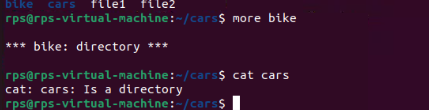 bike cars file1 file2
rps@rps-virtual-machine:~/cars$ more bike
*** bike: directory ***
rps@rps-virtual-machine:~/cars$ cat cars
cat: cars: Is a directory
rps@rps-virtual-machine:~/cars$